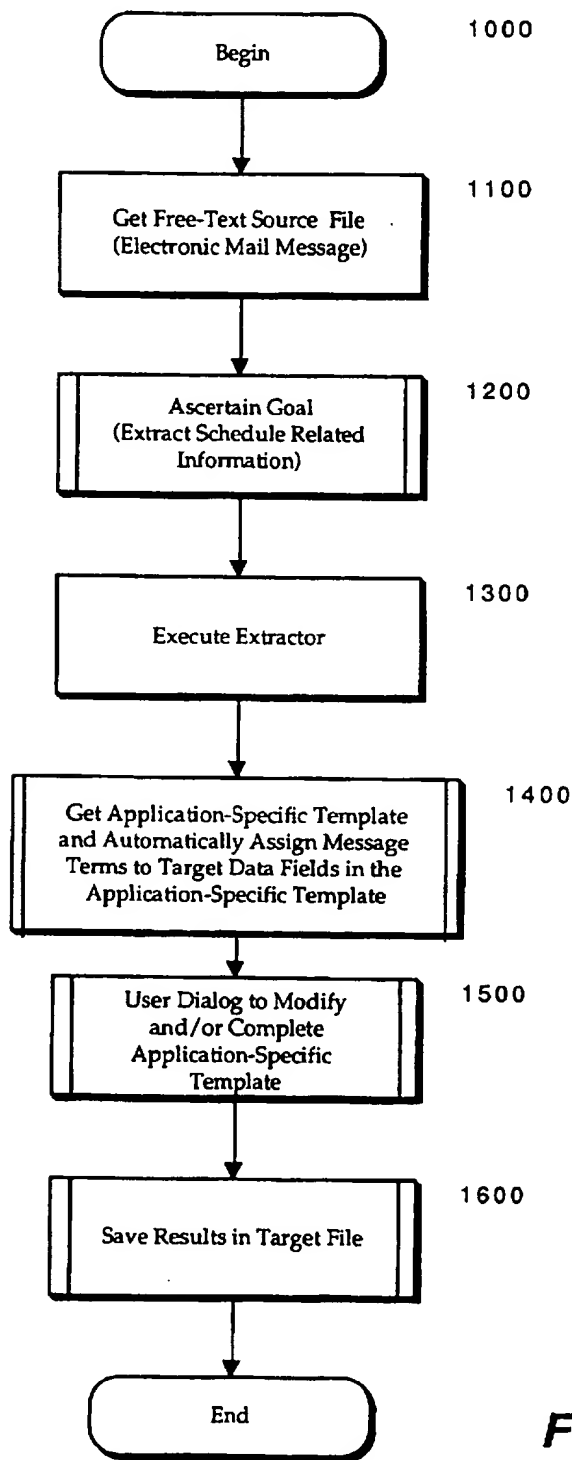 1000
Begin
1100
Get Free-Text Source File
(Electronic Mail Message)
1200
Ascertain Goal
(Extract Schedule Related
Information)
1300
Execute Extractor
1400
Get Application-Specific Template
and Automatically Assign Message
Terms to Target Data Fields in the
Application-Specific Template
1500
User Dialog to Modify
and/or Complete
Application-Specific
Template
1600
Save Results in Target File
End
F